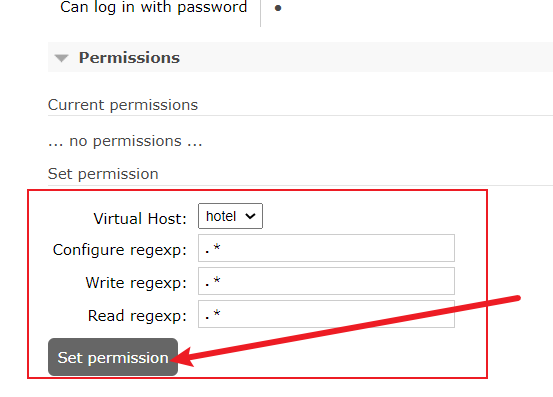 Can log in with password •
Permissions
Current permissions
... no permissions ...
Set permission
Virtual Host: hotel
Configure regexp: .*
Write regexp: .*
Read regexp: .*
Set permission